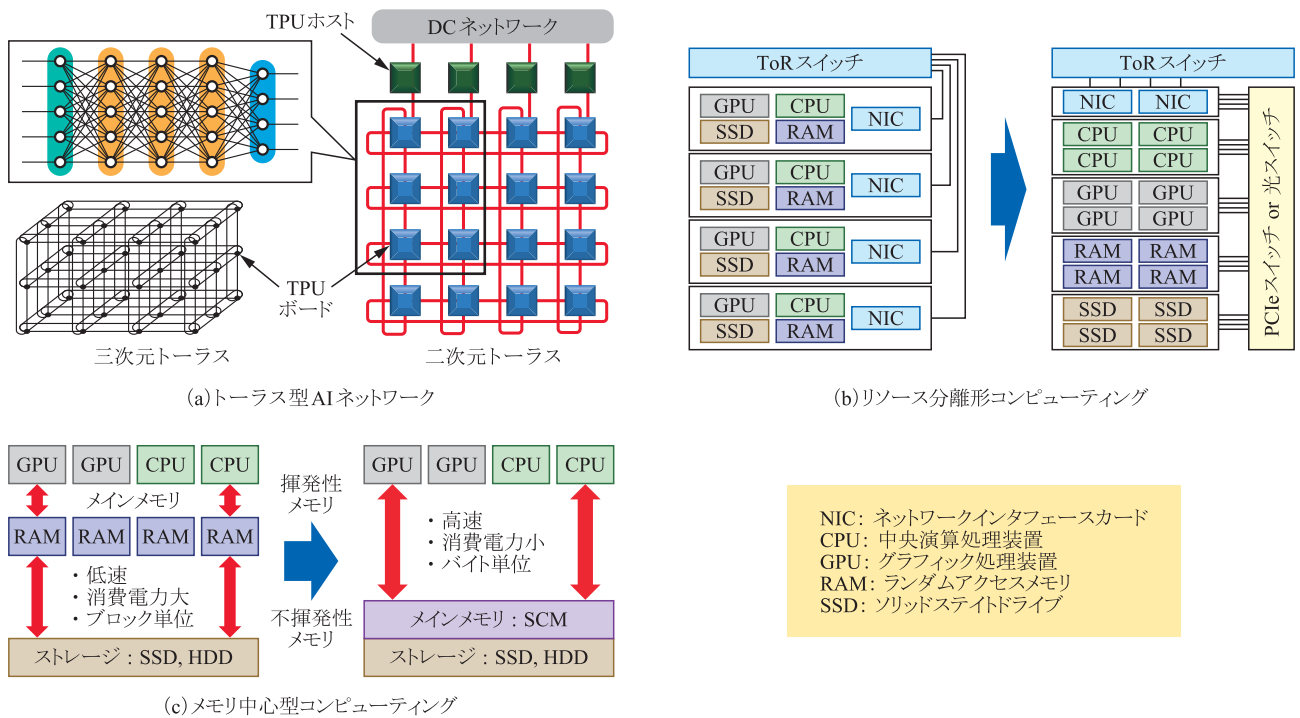 TPUホスト
DCネットワーク
TPU
ボード
三次元トーラス
二次元トーラス
(a)トーラス型AIネットワーク
ToRスイッチ
GPU CPU
SSD RAM
NIC
GPU CPU
SSD RAM
NIC
GPU CPU
SSD RAM
NIC
GPU CPU
SSD RAM
NIC
ToRスイッチ
NIC NIC
CPU CPU
CPU CPU
GPU GPU
GPU GPU
RAM RAM
RAM RAM
SSD SSD
SSD SSD
PCIeスイッチ or 光スイッチ
(b)リソース分離形コンピューティング
GPU GPU CPU CPU
メインメモリ
RAM RAM RAM RAM
・低速
・消費電力大
・ブロック単位
ストレージ：SSD, HDD
揮発性
メモリ
不揮発性
メモリ
GPU GPU CPU CPU
・高速
・消費電力小
・バイト単位
メインメモリ：SCM
ストレージ：SSD, HDD
(c)メモリ中心型コンピューティング
NIC：ネットワークインタフェースカード
CPU：中央演算処理装置
GPU：グラフィック処理装置
RAM：ランダムアクセスメモリ
SSD：ソリッドステイトドライブ